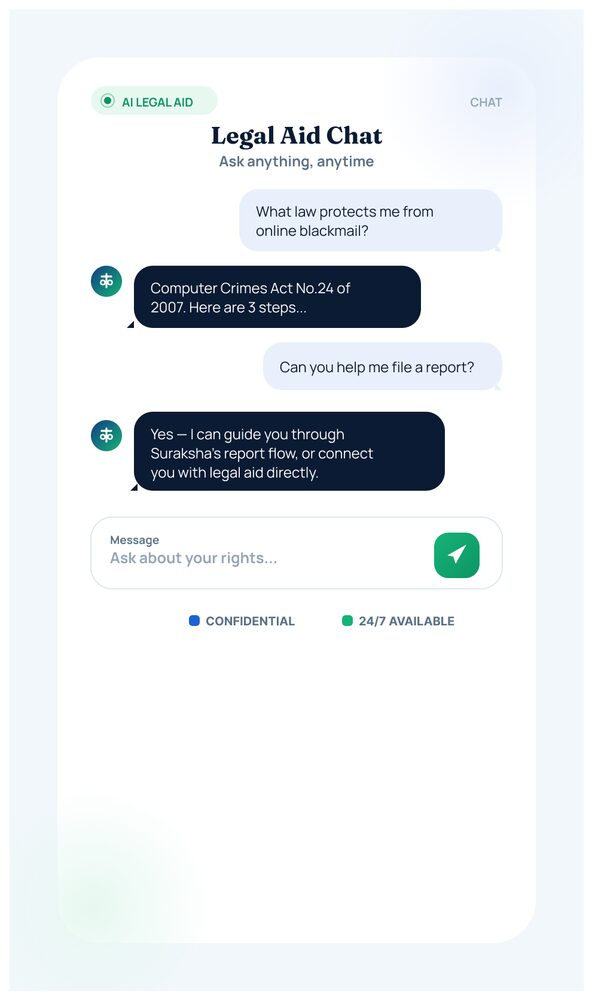 AI LEGAL AID
CHAT
Legal Aid Chat
Ask anything, anytime
What law protects me from
online blackmail?
Computer Crimes Act No.24 of
2007. Here are 3 steps...
Can you help me file a report?
Yes — I can guide you through
Suraksha's report flow, or connect
you with legal aid directly.
Message
Ask about your rights...
CONFIDENTIAL
24/7 AVAILABLE